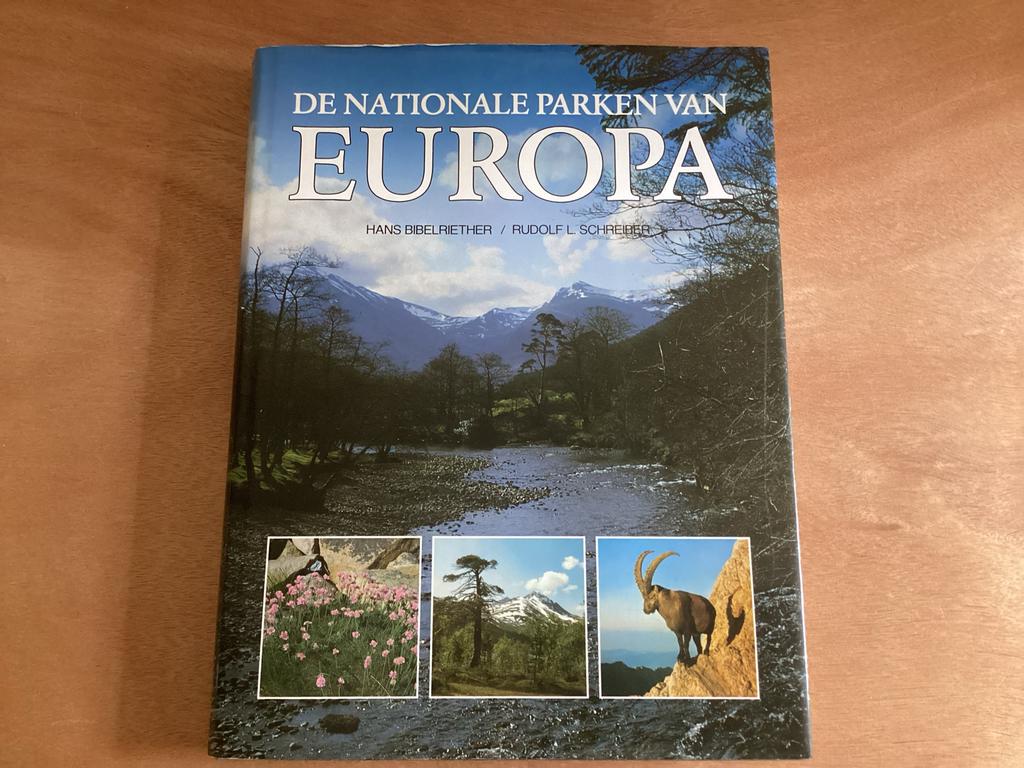 DE NATIONALE PARKEN VAN
EUROPA
HANS BIBELRIETHER / RUDOLF L. SCHREIBER